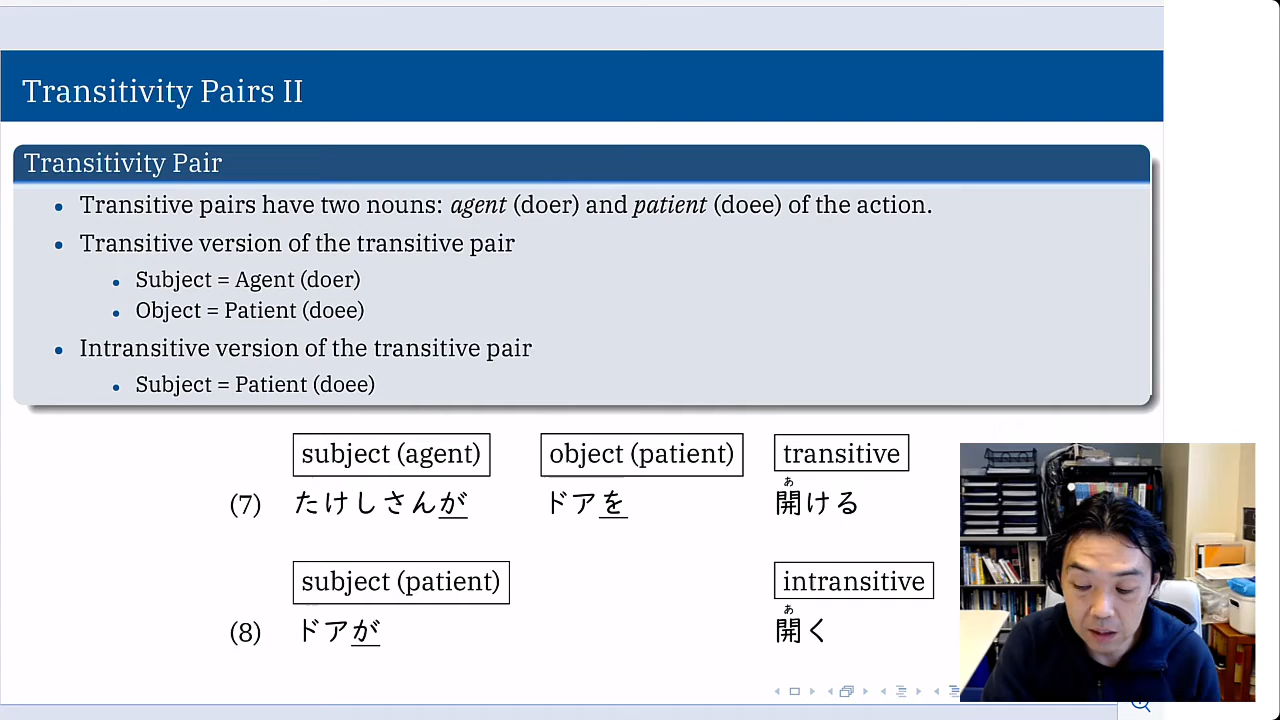 Transitivity Pairs II
Transitivity Pair
• Transitive pairs have two nouns: agent (doer) and patient (doee) of the action.
• Transitive version of the transitive pair
• Subject = Agent (doer)
• Object = Patient (doee)
• Intransitive version of the transitive pair
• Subject = Patient (doee)
subject (agent) object (patient) transitive
あ
(7) たけしさんが ドアを 開ける
subject (patient) intransitive
あ
(8) ドアが 開く